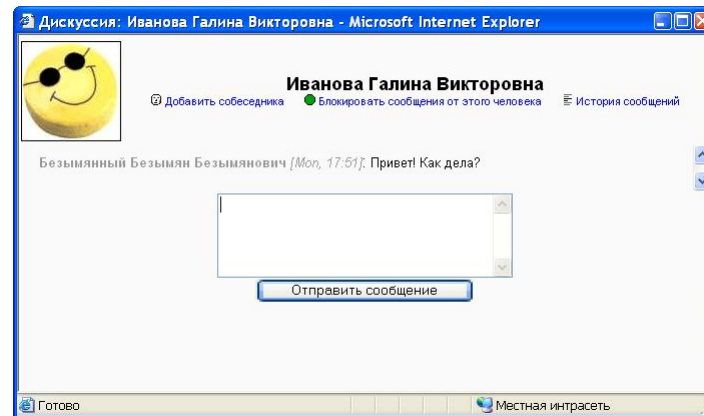 Дискуссия: Иванова Галина Викторовна - Microsoft Internet Explorer
Иванова Галина Викторовна
Добавить собеседника Блокировать сообщения от этого человека История сообщений
Безымянный Безымян Безымянович [Mon, 17:51]: Привет! Как дела?
Отправить сообщение
Готово Местная интрасеть